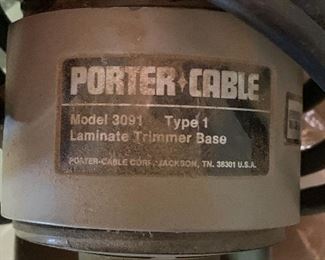 PORTER+CABLE
Model 3091 Type 1
Laminate Trimmer Base
PORTER-CABLE CORP., JACKSON, TN. 38301 U.S.A.